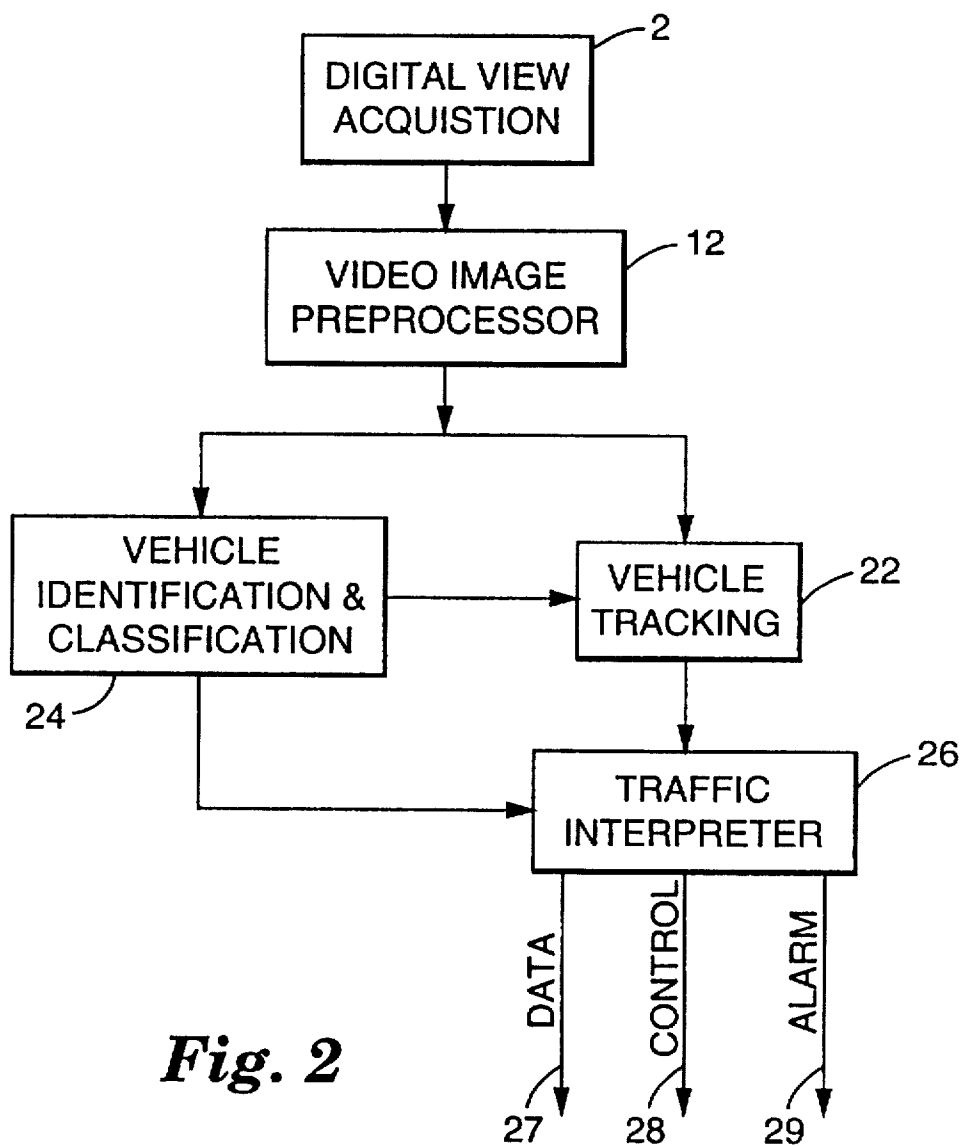 2
DIGITAL VIEW
ACQUISTION
12
VIDEO IMAGE
PREPROCESSOR
VEHICLE
IDENTIFICATION &
CLASSIFICATION
24
VEHICLE
TRACKING
22
TRAFFIC
INTERPRETER
26
DATA
CONTROL
ALARM
27
28
29
Fig. 2